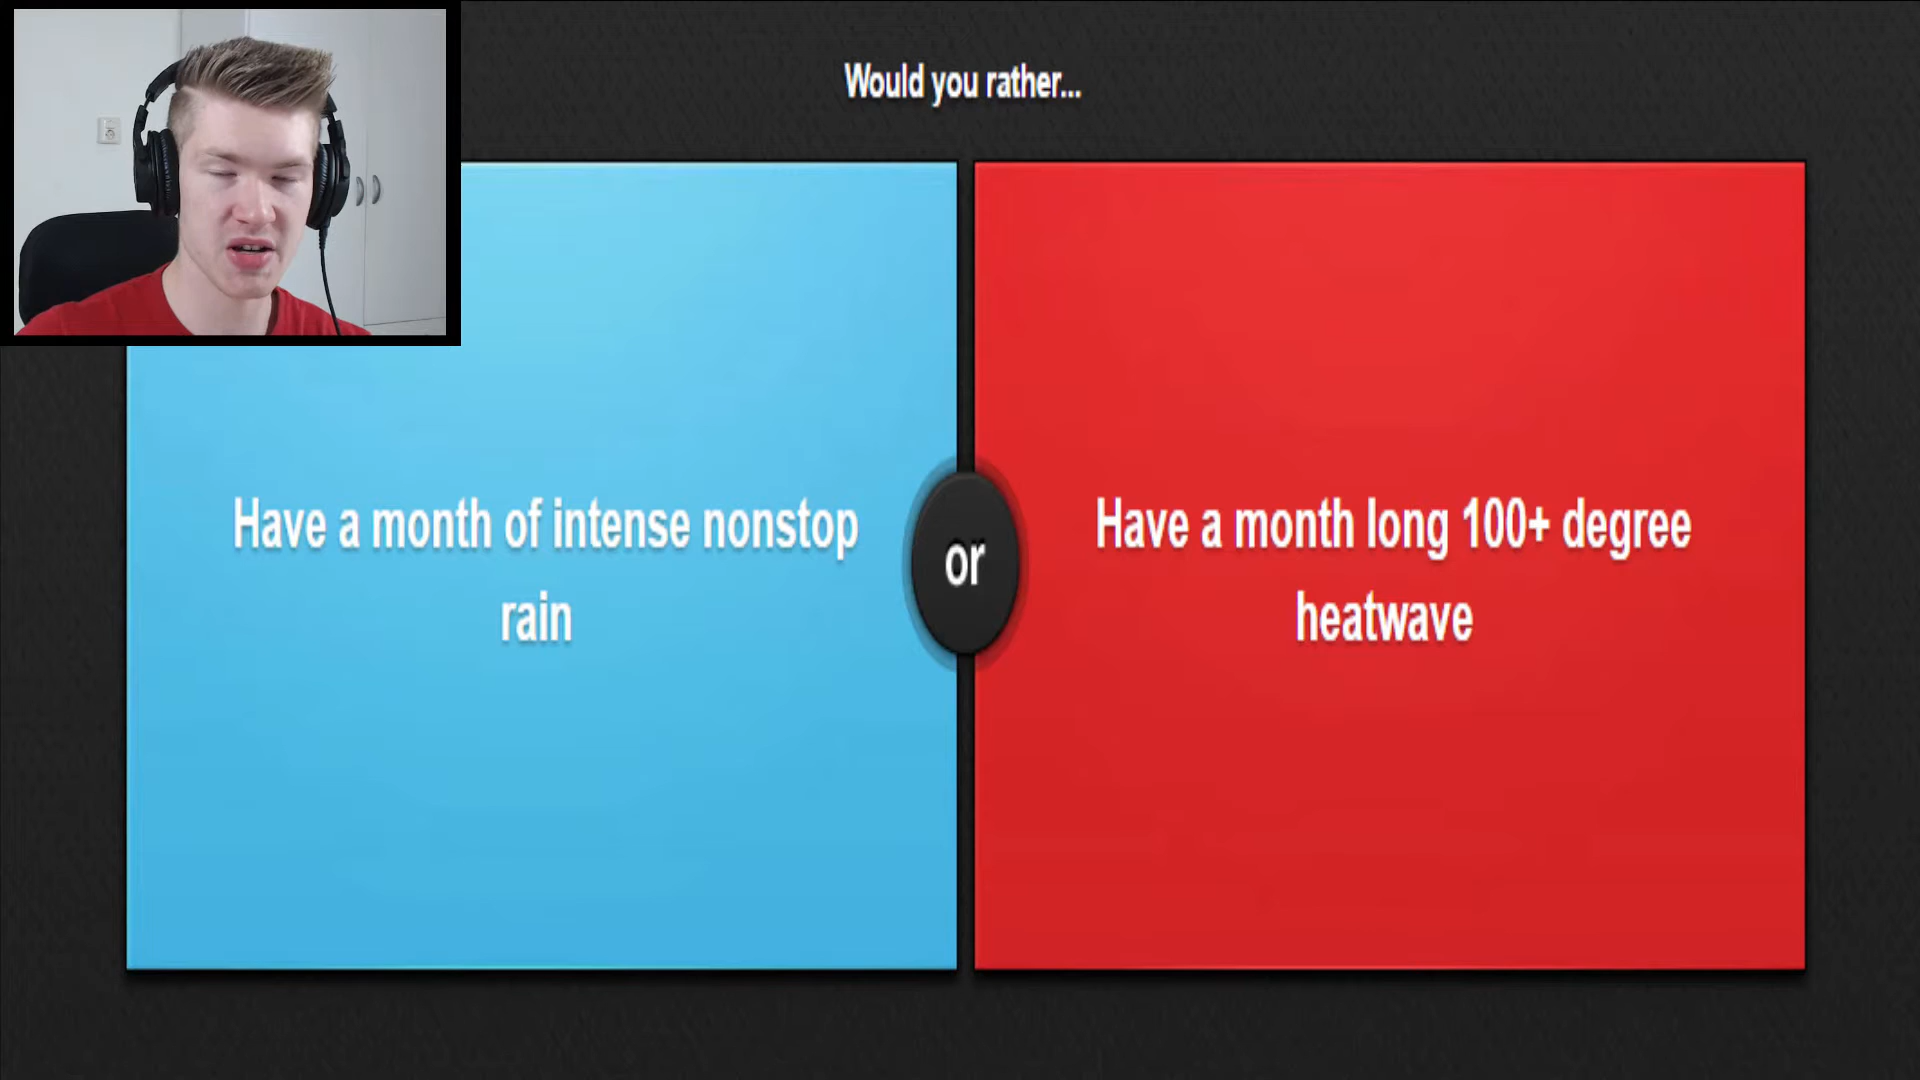 Would you rather...
Have a month of intense nonstop
rain
or
Have a month long 100+ degree
heatwave